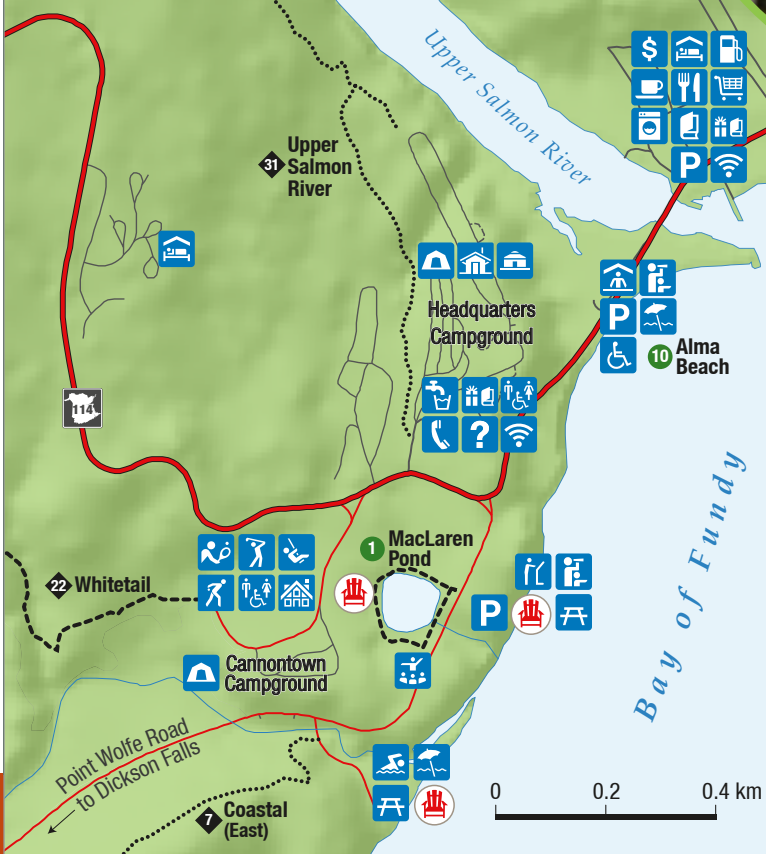 Upper Salmon River
$
P
31
Upper
Salmon
River
Headquarters
Campground
P
10
Alma
Beach
114
?
1
MacLaren
Pond
22
Whitetail
P
Cannontown
Campground
Bay of Fundy
Point Wolfe Road
to Dickson Falls
7
Coastal
(East)
0
0.2
0.4 km